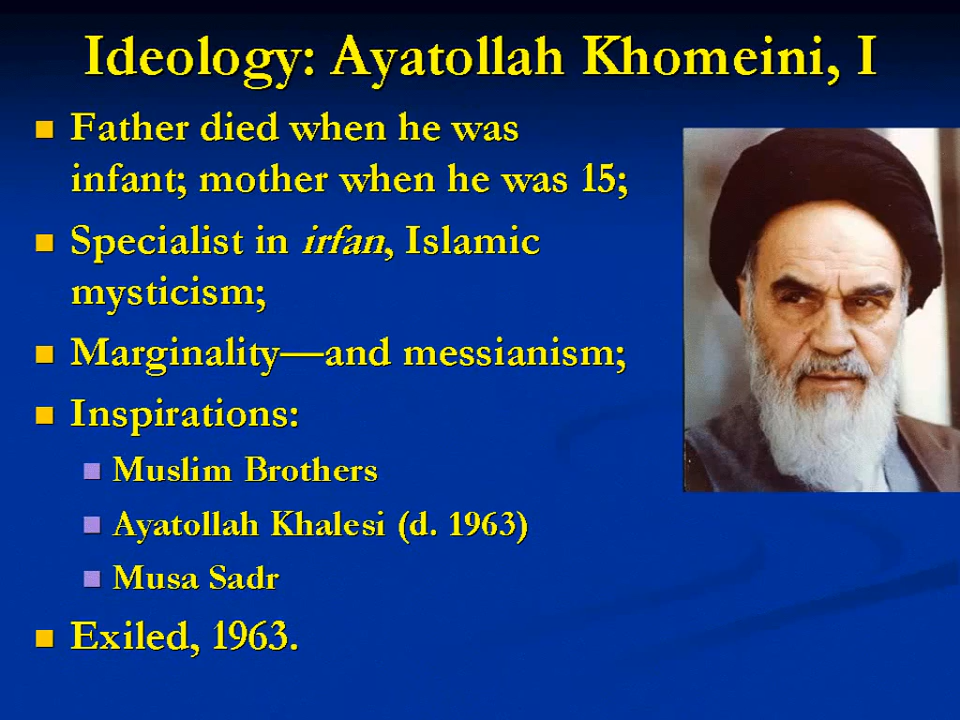 Ideology: Ayatollah Khomeini, I
Father died when he was
infant; mother when he was 15;
Specialist in irfan, Islamic
mysticism;
Marginality—and messianism;
Inspirations:
Muslim Brothers
Ayatollah Khalesi (d. 1963)
Musa Sadr
Exiled, 1963.